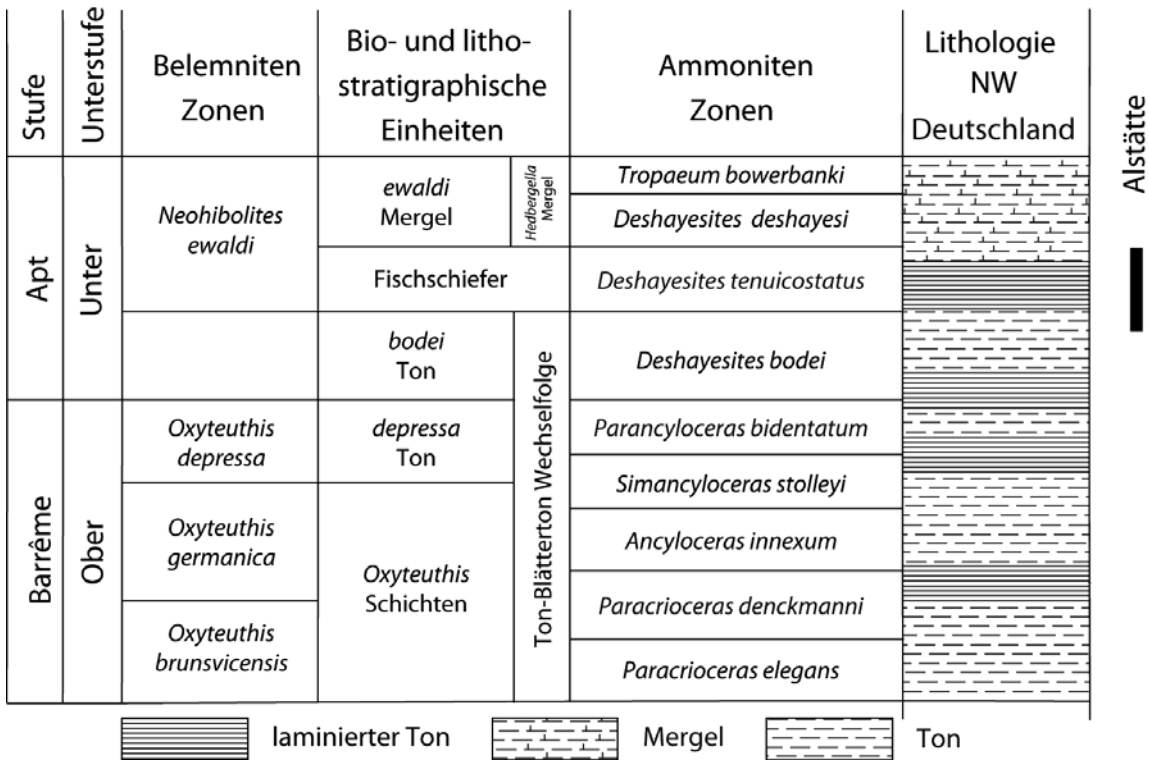 Stufe
Unterstufe
Belemniten
Zonen
Bio- und litho-
stratigraphische
Einheiten
Ammoniten
Zonen
Lithologie
NW
Deutschland
Alstätte
Apt
Unter
Neohibolites
ewaldi
ewaldi
Mergel
Hedbergella
Mergel
Tropaeum bowerbanki
Deshayesites deshayesi
Fischschiefer
Deshayesites tenuicostatus
bodei
Ton
Ton-Blätterton Wechselfolge
Deshayesites bodei
Barrême
Ober
Oxyteuthis
depressa
depressa
Ton
Parancyloceras bidentatum
Simancyloceras stolleyi
Oxyteuthis
germanica
Oxyteuthis
Schichten
Ancyloceras innexum
Paracrioceras denckmanni
Oxyteuthis
brunsvicensis
Paracrioceras elegans
laminierter Ton
Mergel
Ton